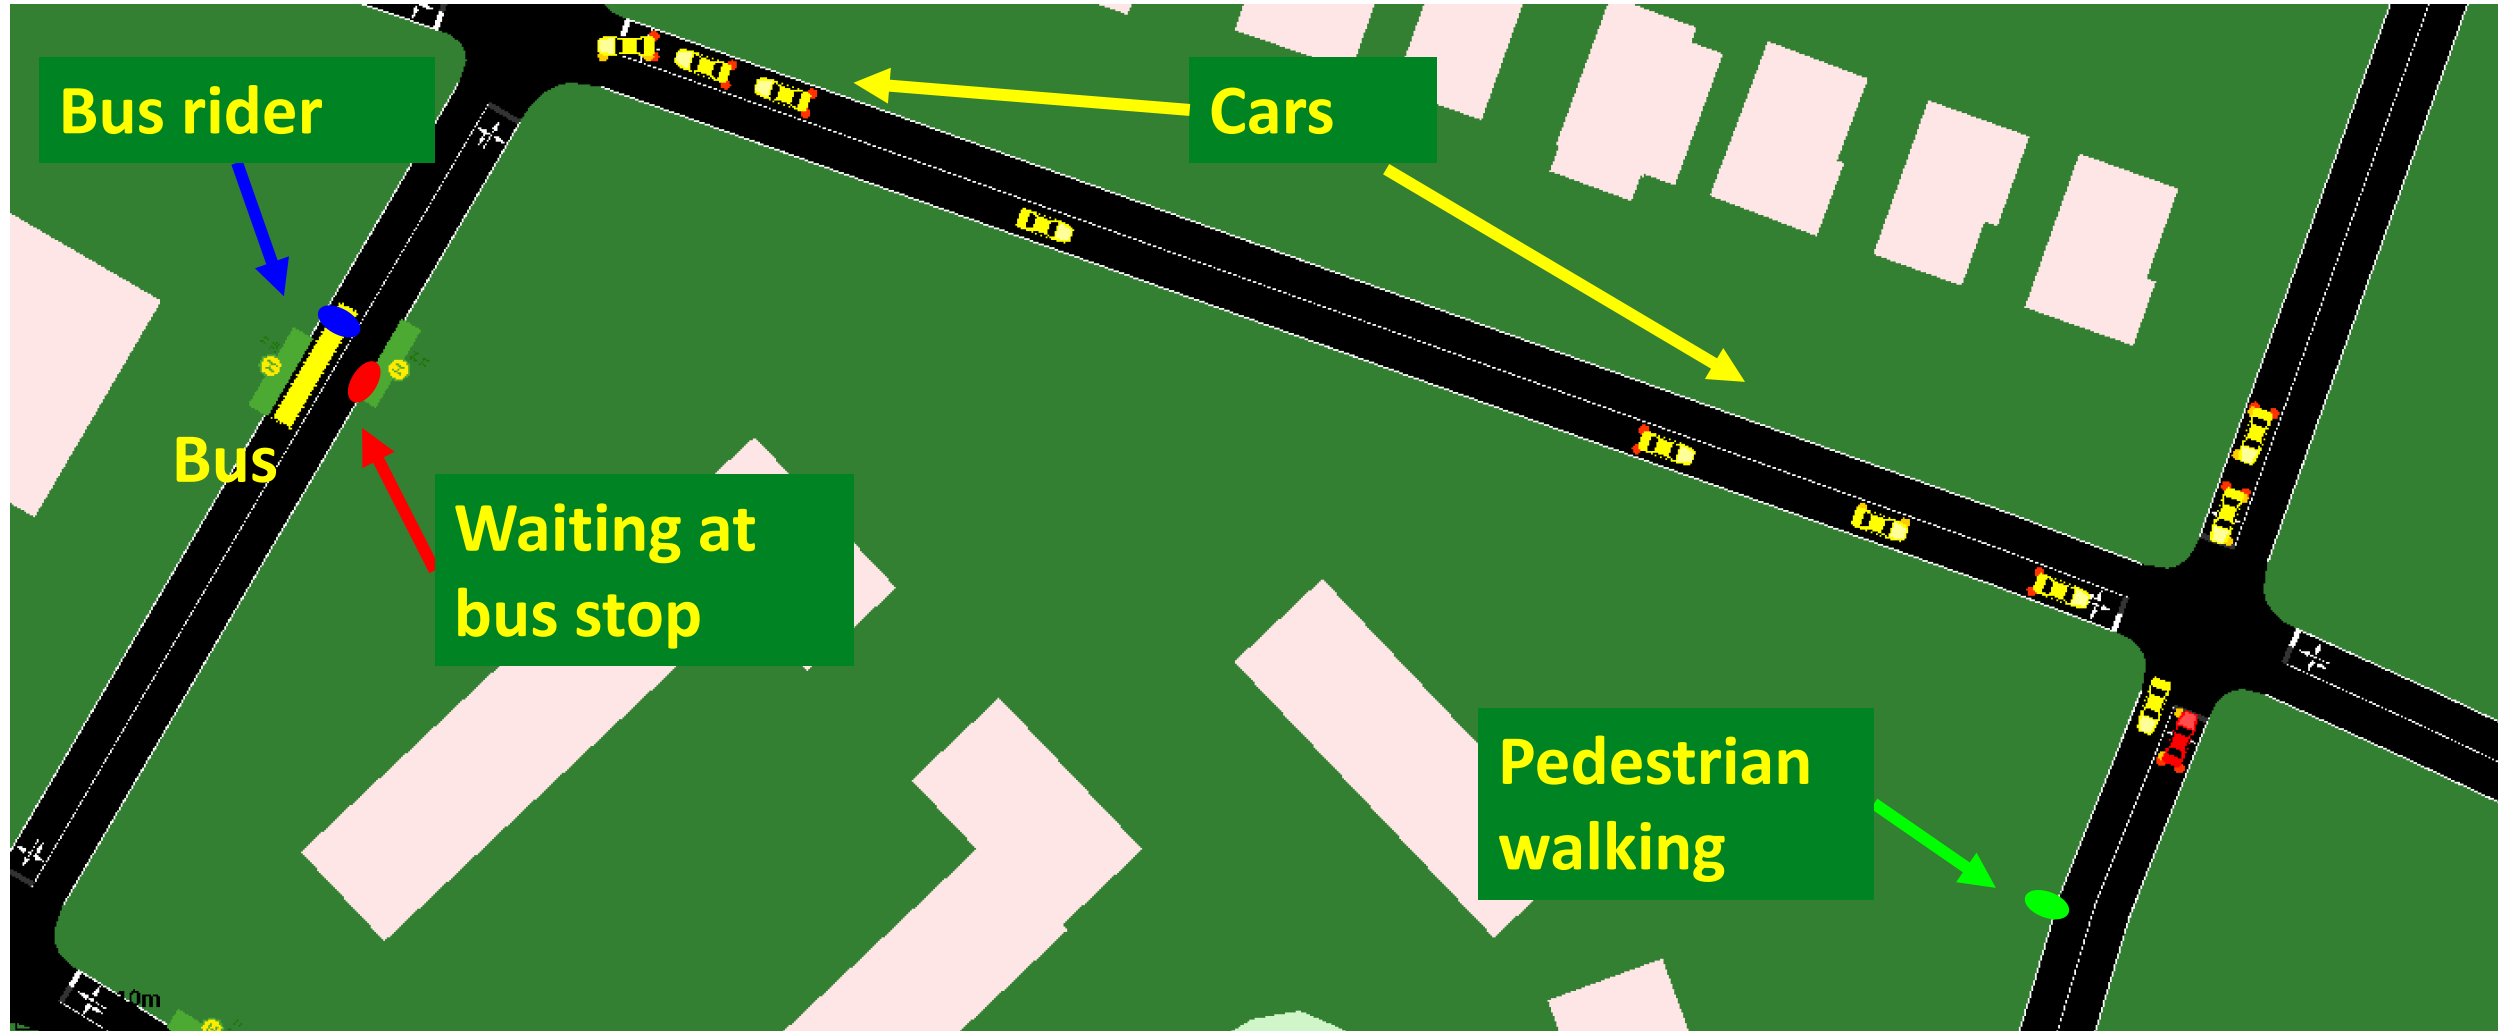 Bus rider
Cars
Bus
Waiting at
bus stop
Pedestrian
walking
10m